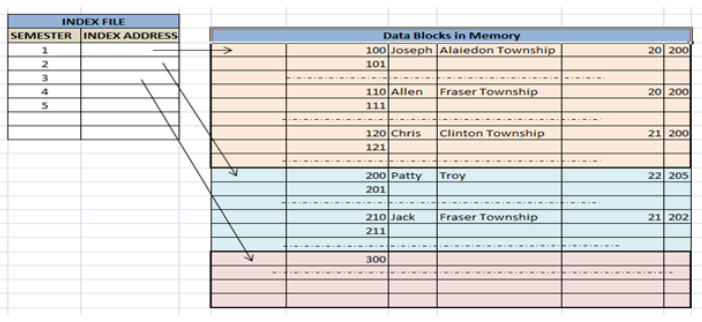 INDEX FILE
SEMESTER INDEX ADDRESS
1
2
3
4
5
Data Blocks in Memory
100 Joseph Alaiedon Township 20 200
101
110 Allen Fraser Township 20 200
111
120 Chris Clinton Township 21 200
121
200 Patty Troy 22 205
201
210 Jack Fraser Township 21 202
211
300